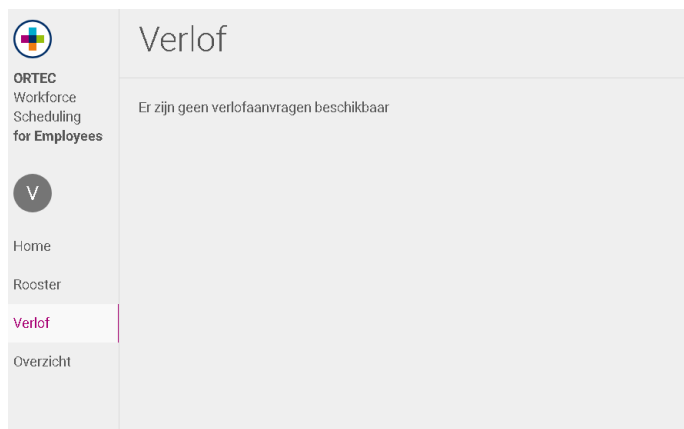 ORTEC
Workforce
Scheduling
for Employees
V
Home
Rooster
Verlof
Overzicht
Verlof
Er zijn geen verlofaanvragen beschikbaar